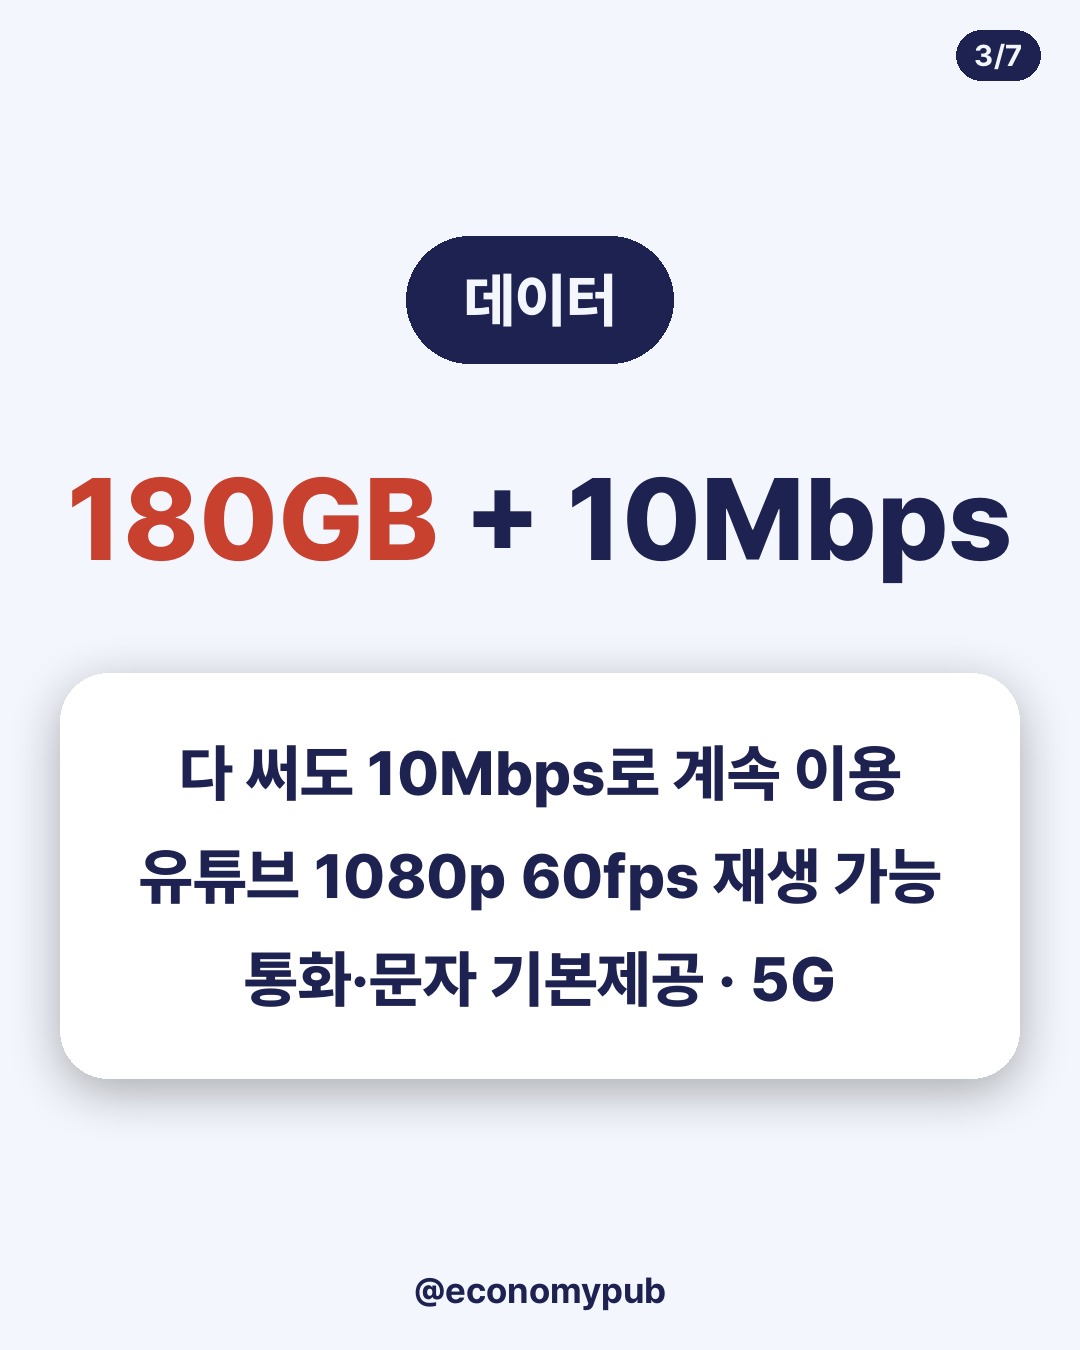 3/7
데이터
180GB + 10Mbps
다 써도 10Mbps로 계속 이용
유튜브 1080p 60fps 재생 가능
통화·문자 기본제공 · 5G
@economypub